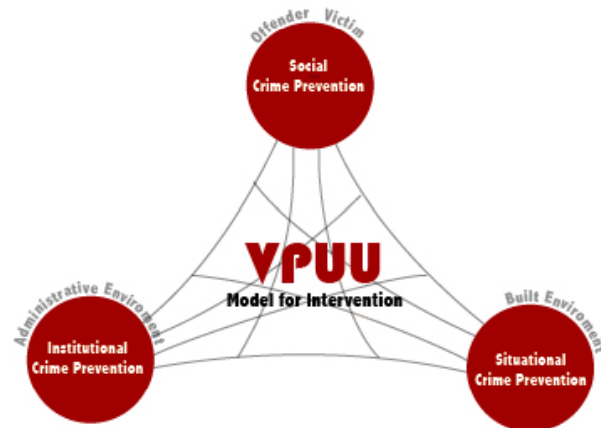 Offender Victim
Social
Crime Prevention
VPUU
Model for Intervention
Administrative Enviroment
Institutional
Crime Prevention
Built Enviroment
Situational
Crime Prevention